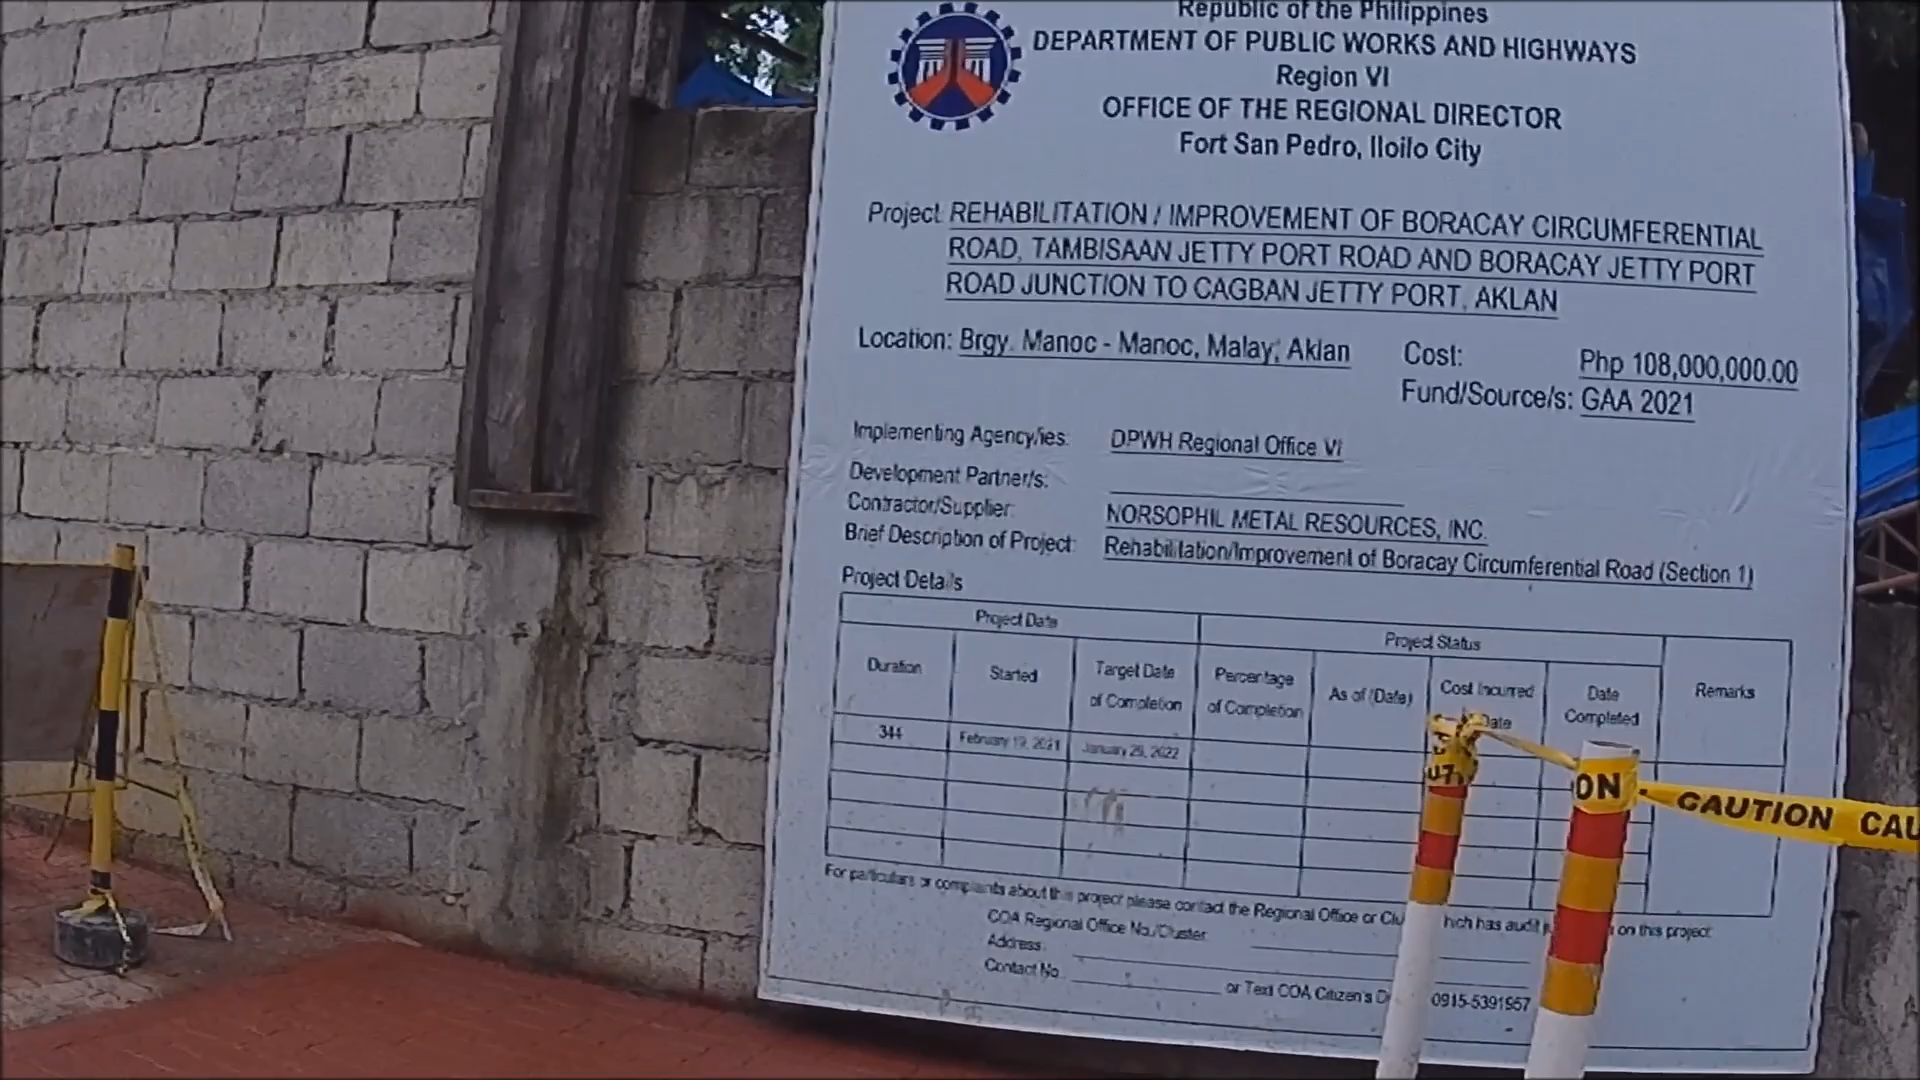 Republic of the Philippines
DEPARTMENT OF PUBLIC WORKS AND HIGHWAYS
Region VI
OFFICE OF THE REGIONAL DIRECTOR
Fort San Pedro, Iloilo City
Project: REHABILITATION / IMPROVEMENT OF BORACAY CIRCUMFERENTIAL
ROAD, TAMBISAAN JETTY PORT ROAD AND BORACAY JETTY PORT
ROAD JUNCTION TO CAGBAN JETTY PORT, AKLAN
Location: Brgy. Manoc - Manoc, Malay, Aklan Cost: Php 108,000,000.00
Fund/Source/s: GAA 2021
Implementing Agency/ies: DPWH Regional Office VI
Development Partner/s:
Contractor/Supplier: NORSOPHIL METAL RESOURCES, INC.
Brief Description of Project: Rehabilitation/Improvement of Boracay Circumferential Road (Section 1)
Project Details
Project Date Project Status
Duration Started Target Date of Completion Percentage of Completion As of (Date) Cost Incurred Date Date Completed Remarks
344 February 2021 January 2022
For particulars or complaints about this project please contact the Regional Office or which has audit on this project
COA Regional Office No./Cluster:
Address:
Contact No. or Text COA Citizen's 0915-5391957
ON
CAUTION CAU